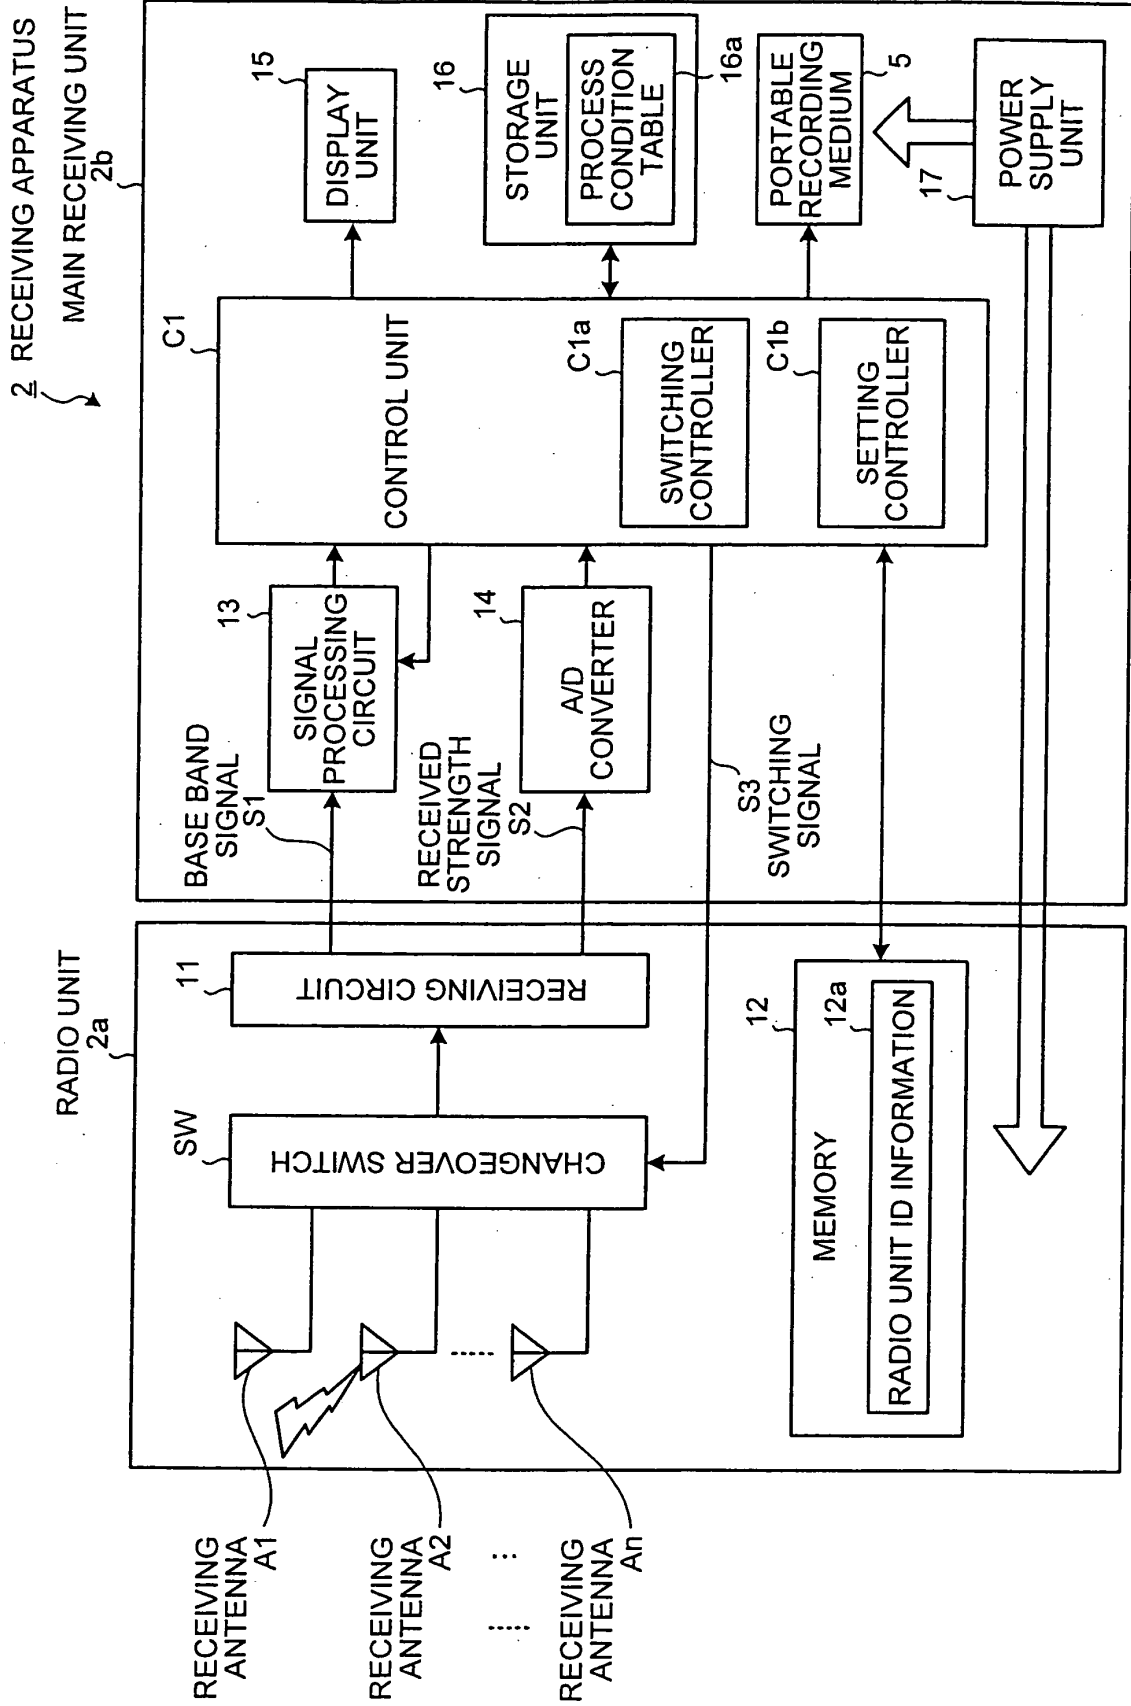 2 RECEIVING APPARATUS
MAIN RECEIVING UNIT
2b
RADIO UNIT
2a
RECEIVING
ANTENNA
A1
RECEIVING
ANTENNA
A2
...... ...
RECEIVING
ANTENNA
An
......
SW
CHANGEOVER SWITCH
11
RECEIVING CIRCUIT
12
MEMORY
12a
RADIO UNIT ID INFORMATION
BASE BAND
SIGNAL
S1
RECEIVED
STRENGTH
SIGNAL
S2
S3
SWITCHING
SIGNAL
13
SIGNAL
PROCESSING
CIRCUIT
14
A/D
CONVERTER
C1
CONTROL UNIT
C1a
SWITCHING
CONTROLLER
C1b
SETTING
CONTROLLER
15
DISPLAY
UNIT
16
STORAGE
UNIT
PROCESS
CONDITION
TABLE
16a
PORTABLE
RECORDING
MEDIUM
5
17
POWER
SUPPLY
UNIT